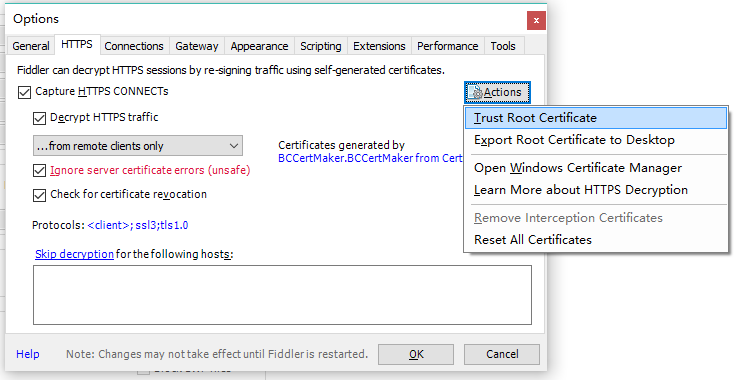 Options
x
General HTTPS Connections Gateway Appearance Scripting Extensions Performance Tools
Fiddler can decrypt HTTPS sessions by re-signing traffic using self-generated certificates.
Capture HTTPS CONNECTs
Actions
Decrypt HTTPS traffic
Trust Root Certificate
Export Root Certificate to Desktop
...from remote clients only
Certificates generated by
BCCertMaker.BCCertMaker from Cert
Open Windows Certificate Manager
Ignore server certificate errors (unsafe)
Learn More about HTTPS Decryption
Check for certificate revocation
Remove Interception Certificates
Protocols: <client>;ssl3;tls1.0
Reset All Certificates
Skip decryption for the following hosts:
Help
Note: Changes may not take effect until Fiddler is restarted.
OK
Cancel